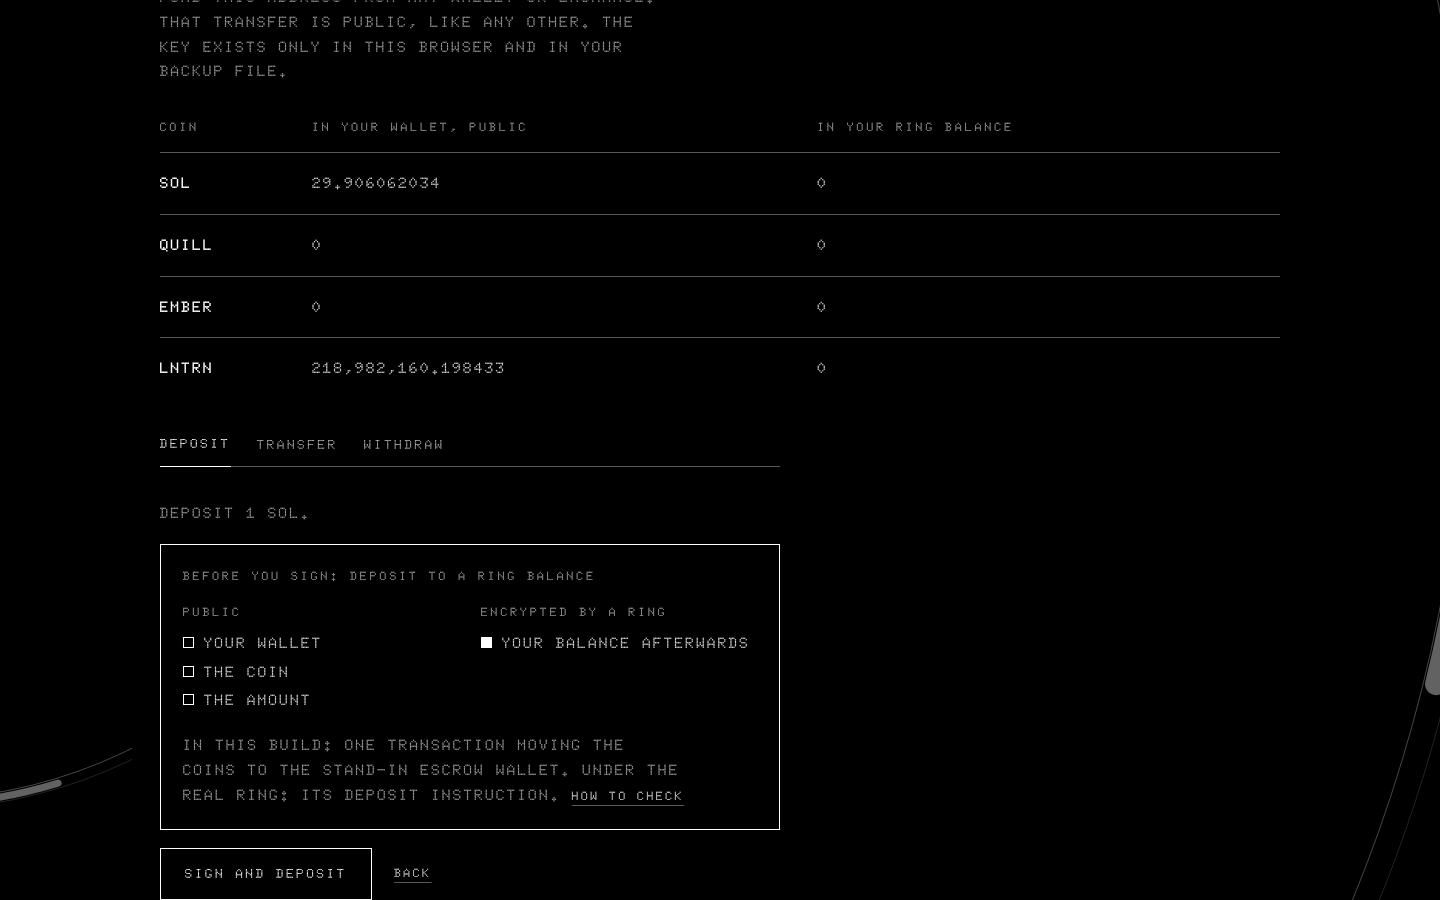 THAT TRANSFER IS PUBLIC, LIKE ANY OTHER. THE
KEY EXISTS ONLY IN THIS BROWSER AND IN YOUR
BACKUP FILE.
COIN IN YOUR WALLET, PUBLIC IN YOUR RING BALANCE
SOL 29.906062034 0
QUILL 0 0
EMBER 0 0
LNTRN 218,982,160.198433 0
DEPOSIT TRANSFER WITHDRAW
DEPOSIT 1 SOL.
BEFORE YOU SIGN: DEPOSIT TO A RING BALANCE
PUBLIC ENCRYPTED BY A RING
YOUR WALLET YOUR BALANCE AFTERWARDS
THE COIN
THE AMOUNT
IN THIS BUILD: ONE TRANSACTION MOVING THE
COINS TO THE STAND-IN ESCROW WALLET. UNDER THE
REAL RING: ITS DEPOSIT INSTRUCTION. HOW TO CHECK
SIGN AND DEPOSIT BACK